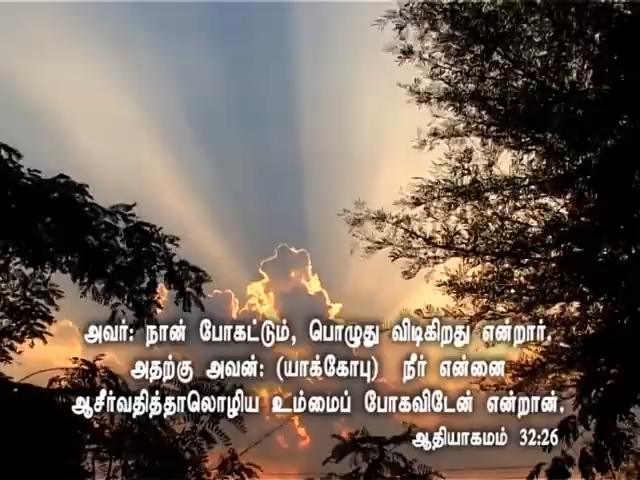 அவர்: நான் போகட்டும், பொழுது விடிகிறது என்றார்.
அதற்கு அவன்: (யாக்கோபு) நீர் என்னை
ஆசீர்வதித்தாலொழிய உம்மைப் போகவிடேன் என்றான்.
ஆதியாகமம் 32:26